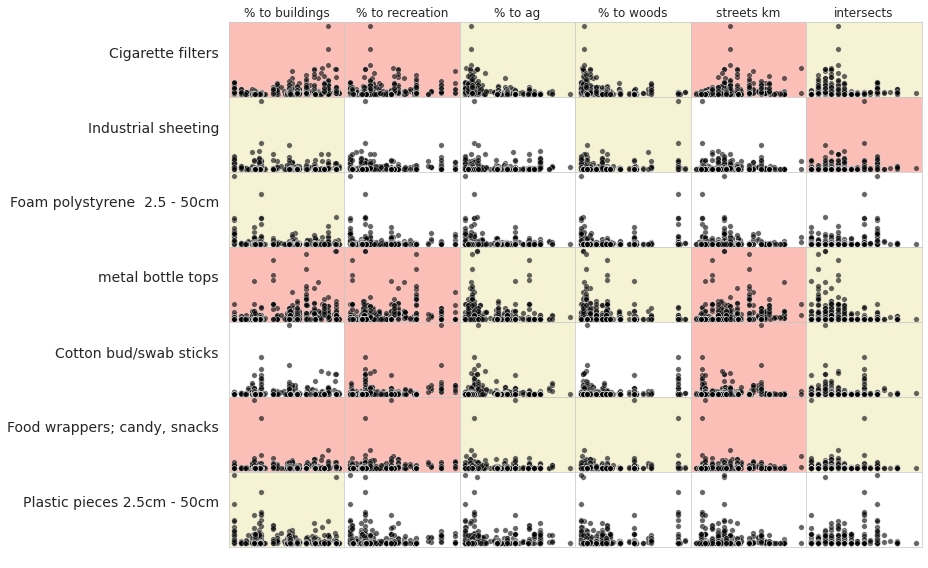 % to buildings % to recreation % to ag % to woods streets km intersects
Cigarette filters
Industrial sheeting
Foam polystyrene  2.5 - 50cm
metal bottle tops
Cotton bud/swab sticks
Food wrappers; candy, snacks
Plastic pieces 2.5cm - 50cm